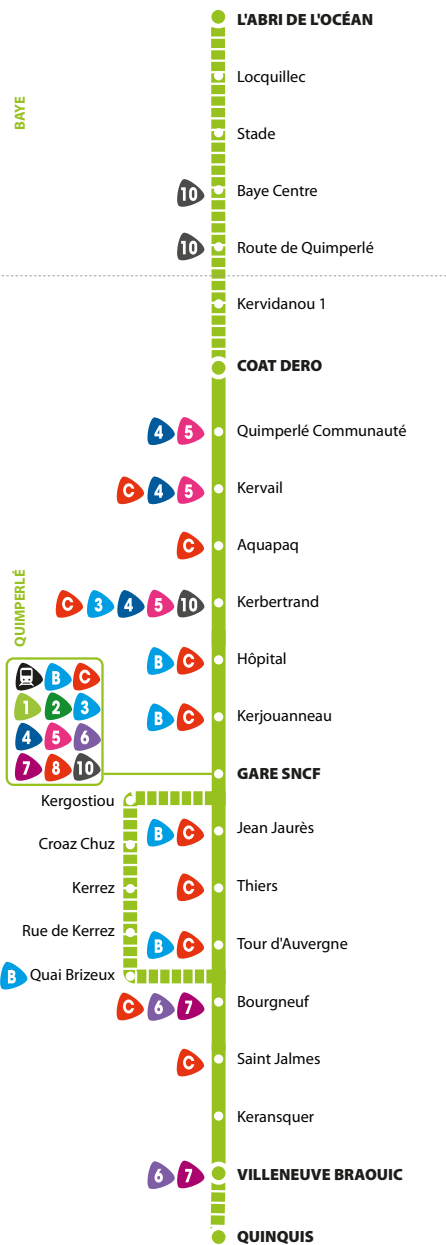 L'ABRI DE L'OCÉAN
Locquillec
BAYE
Stade
10 Baye Centre
10 Route de Quimperlé
Kervidanou 1
COAT DERO
4 5 Quimperlé Communauté
C 4 5 Kervail
C Aquapaq
QUIMPERLÉ
C 3 4 5 10 Kerbertrand
B C Hôpital
B C
1 2 3
4 5 6
7 8 10
B C Kerjouanneau
GARE SNCF
Kergostiou
B C Jean Jaurès
Croaz Chuz
Kerrez
C Thiers
Rue de Kerrez
B C Tour d'Auvergne
B Quai Brizeux
C 6 7 Bourgneuf
C Saint Jalmes
Keransquer
6 7 VILLENEUVE BRAOUIC
QUINQUIS